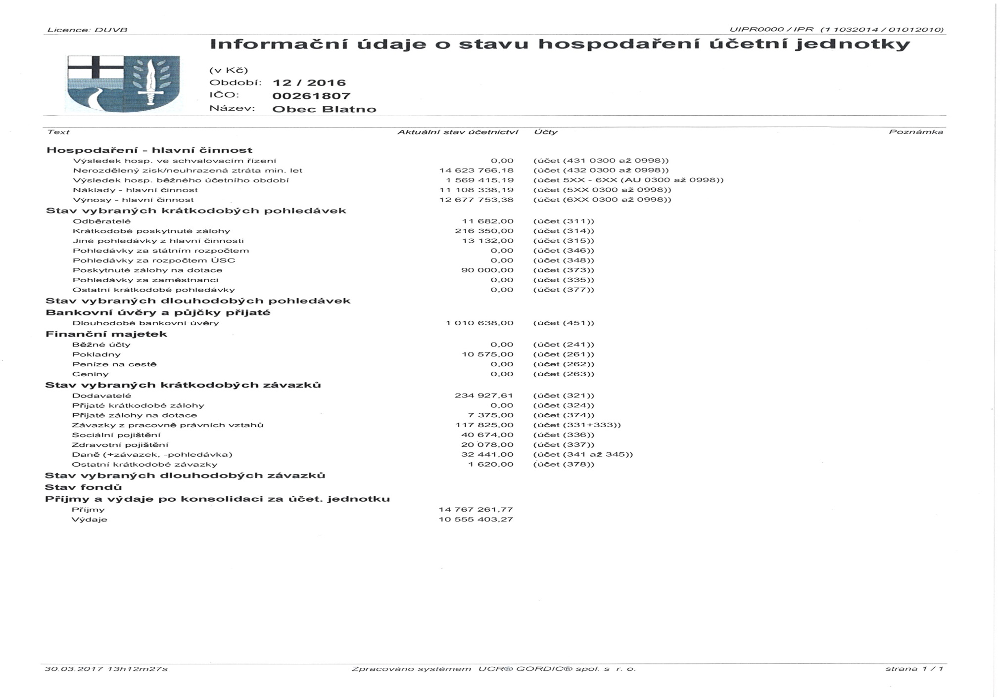 Licence: DUVB UIPR0000 / IPR (11032014 / 01012010)
Informační údaje o stavu hospodaření účetní jednotky
(v Kč)
Období: 12 / 2016
IČO: 00261807
Název: Obec Blatno
Text Aktuální stav účetnictví Účty Poznámka
Hospodaření - hlavní činnost
Výsledek hosp. ve schvalovacím řízení 0,00 (účet (431 0300 až 0998))
Nerozdělený zisk/neuhrazená ztráta min. let 14 623 766,18 (účet (432 0300 až 0998))
Výsledek hosp. běžného účetního období 1 569 415,19 (účet 5XX - 6XX (AU 0300 až 0998))
Náklady - hlavní činnost 11 108 338,19 (účet (5XX 0300 až 0998))
Výnosy - hlavní činnost 12 677 753,38 (účet (6XX 0300 až 0998))
Stav vybraných krátkodobých pohledávek
Odběratelé 11 682,00 (účet (311))
Krátkodobé poskytnuté zálohy 216 350,00 (účet (314))
Jiné pohledávky z hlavní činnosti 13 132,00 (účet (315))
Pohledávky za státním rozpočtem 0,00 (účet (346))
Pohledávky za rozpočtem ÚSC 0,00 (účet (348))
Poskytnuté zálohy na dotace 90 000,00 (účet (373))
Pohledávky za zaměstnanci 0,00 (účet (335))
Ostatní krátkodobé pohledávky 0,00 (účet (377))
Stav vybraných dlouhodobých pohledávek
Bankovní úvěry a půjčky přijaté
Dlouhodobé bankovní úvěry 1 010 638,00 (účet (451))
Finanční majetek
Běžné účty 0,00 (účet (241))
Pokladny 10 575,00 (účet (261))
Peníze na cestě 0,00 (účet (262))
Ceniny 0,00 (účet (263))
Stav vybraných krátkodobých závazků
Dodavatelé 234 927,61 (účet (321))
Přijaté krátkodobé zálohy 0,00 (účet (324))
Přijaté zálohy na dotace 7 375,00 (účet (374))
Závazky z pracovně právních vztahů 117 825,00 (účet (331+333))
Sociální pojištění 40 674,00 (účet (336))
Zdravotní pojištění 20 078,00 (účet (337))
Daně (+závazek, -pohledávka) 32 441,00 (účet (341 až 345))
Ostatní krátkodobé závazky 1 620,00 (účet (378))
Stav vybraných dlouhodobých závazků
Stav fondů
Příjmy a výdaje po konsolidaci za účet. jednotku
Příjmy 14 767 261,77
Výdaje 10 555 403,27
30.03.2017 13h12m27s Zpracováno systémem UCR® GORDIC® spol. s r. o. strana 1 / 1